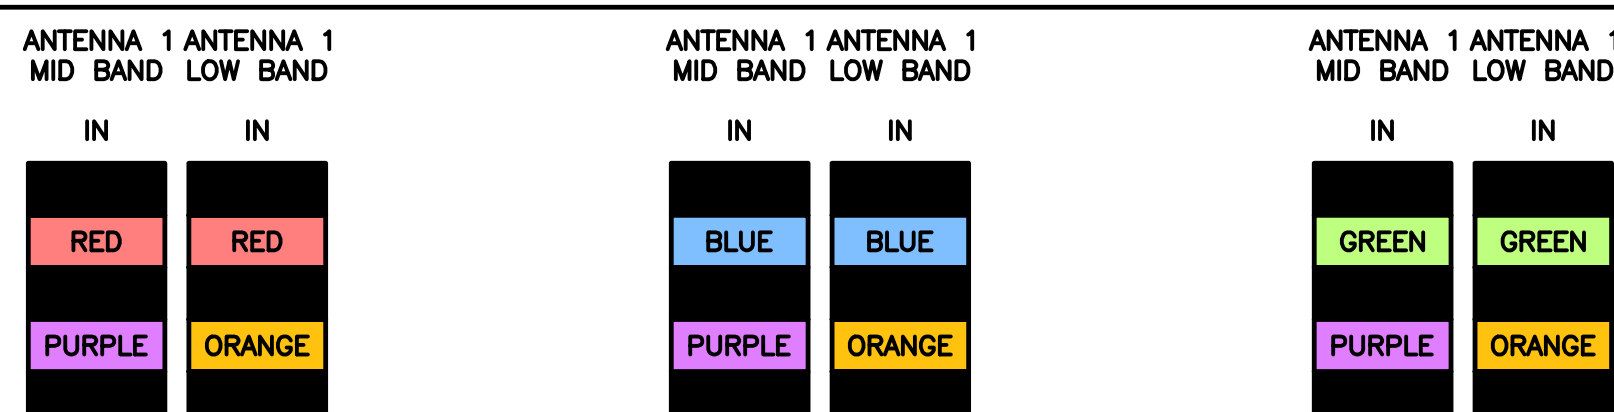 ANTENNA 1 ANTENNA 1 ANTENNA 1 ANTENNA 1 ANTENNA 1 ANTENNA 1
MID BAND LOW BAND MID BAND LOW BAND MID BAND LOW BAND
IN IN IN IN IN IN
RED RED BLUE BLUE GREEN GREEN
PURPLE ORANGE PURPLE ORANGE PURPLE ORANGE